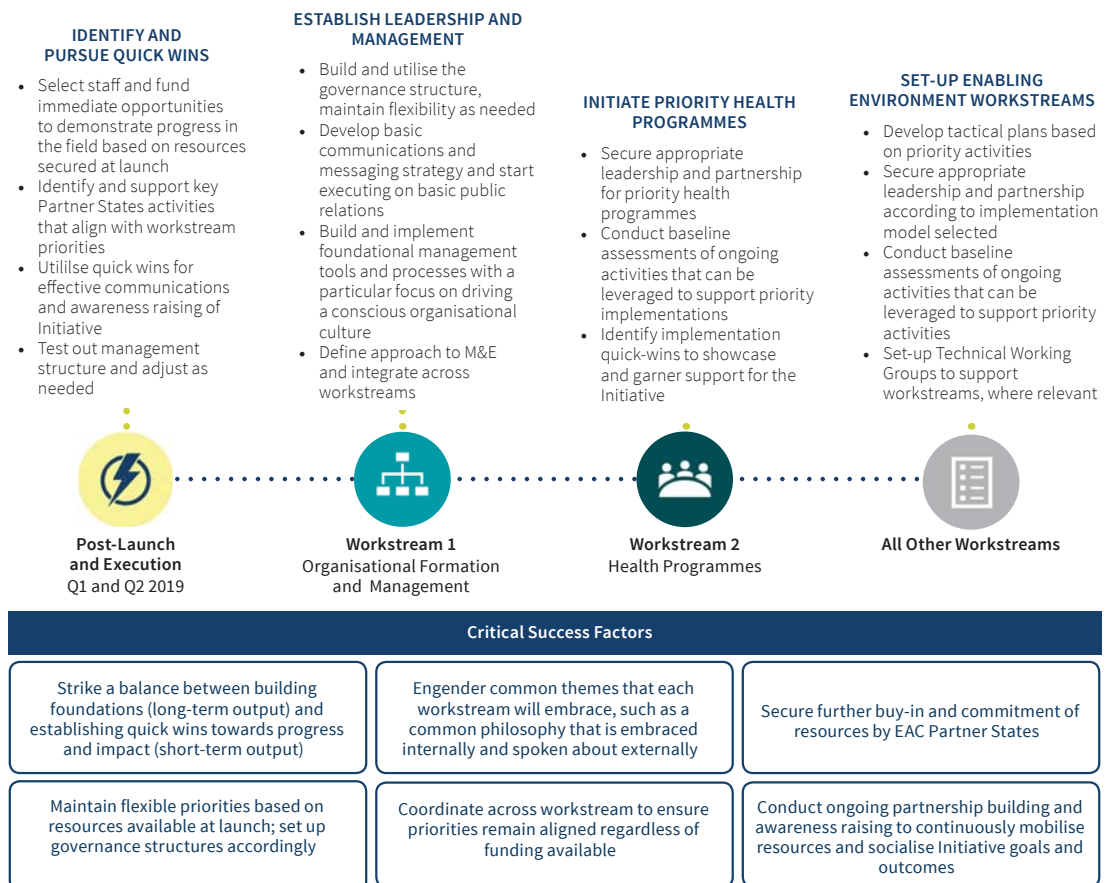 IDENTIFY AND
PURSUE QUICK WINS
• Select staff and fund
immediate opportunities
to demonstrate progress in
the field based on resources
secured at launch
• Identify and support key
Partner States activities
that align with workstream
priorities
• Utililse quick wins for
effective communications
and awareness raising of
Initiative
• Test out management
structure and adjust as
needed
ESTABLISH LEADERSHIP AND
MANAGEMENT
• Build and utilise the
governance structure,
maintain flexibility as needed
• Develop basic
communications and
messaging strategy and start
executing on basic public
relations
• Build and implement
foundational management
tools and processes with a
particular focus on driving
a conscious organisational
culture
• Define approach to M&E
and integrate across
workstreams
INITIATE PRIORITY HEALTH
PROGRAMMES
• Secure appropriate
leadership and partnership
for priority health
programmes
• Conduct baseline
assessments of ongoing
activities that can be
leveraged to support priority
implementations
• Identify implementation
quick-wins to showcase
and garner support for the
Initiative
SET-UP ENABLING
ENVIRONMENT WORKSTREAMS
• Develop tactical plans based
on priority activities
• Secure appropriate
leadership and partnership
according to implementation
model selected
• Conduct baseline
assessments of ongoing
activities that can be
leveraged to support priority
activities
• Set-up Technical Working
Groups to support
workstreams, where relevant
Post-Launch
and Execution
Q1 and Q2 2019
Workstream 1
Organisational Formation
and Management
Workstream 2
Health Programmes
All Other Workstreams
Critical Success Factors
Strike a balance between building
foundations (long-term output) and
establishing quick wins towards progress
and impact (short-term output)
Engender common themes that each
workstream will embrace, such as a
common philosophy that is embraced
internally and spoken about externally
Secure further buy-in and commitment of
resources by EAC Partner States
Maintain flexible priorities based on
resources available at launch; set up
governance structures accordingly
Coordinate across workstream to ensure
priorities remain aligned regardless of
funding available
Conduct ongoing partnership building and
awareness raising to continuously mobilise
resources and socialise Initiative goals and
outcomes